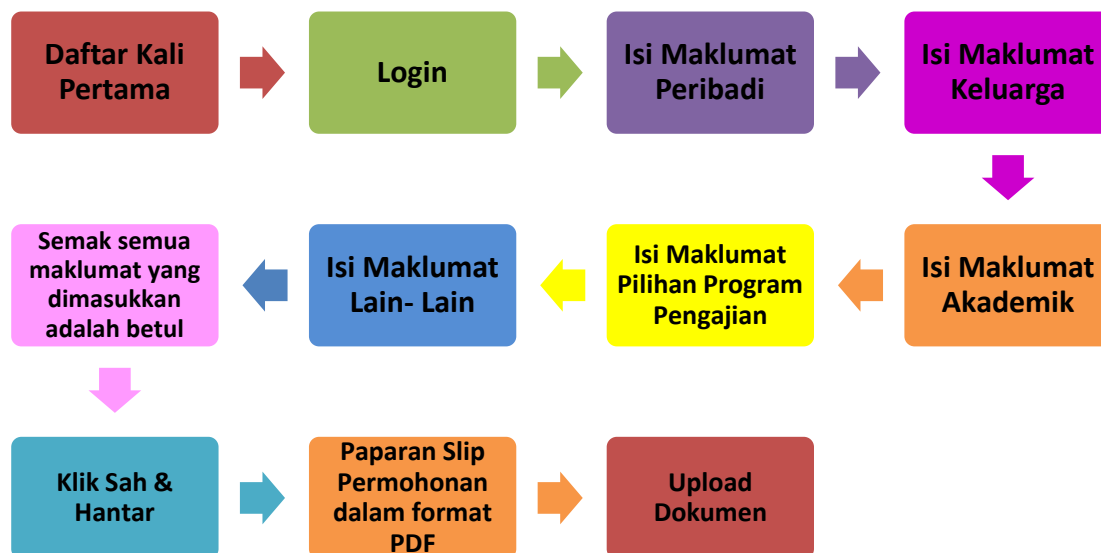 Daftar Kali
Pertama
Login
Isi Maklumat
Peribadi
Isi Maklumat
Keluarga
Isi Maklumat
Akademik
Isi Maklumat
Pilihan Program
Pengajian
Isi Maklumat
Lain- Lain
Semak semua
maklumat yang
dimasukkan
adalah betul
Klik Sah &
Hantar
Paparan Slip
Permohonan
dalam format
PDF
Upload
Dokumen